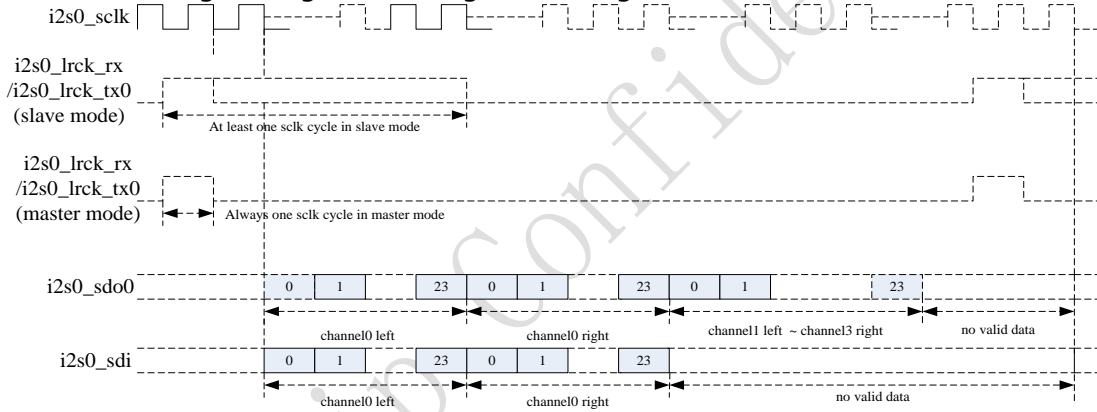 i2s0_sclk
i2s0_lrck_rx
/i2s0_lrck_tx0
(slave mode)
At least one sclk cycle in slave mode
i2s0_lrck_rx
/i2s0_lrck_tx0
(master mode)
Always one sclk cycle in master mode
i2s0_sdo0
0 1 23 0 1 23 0 1 23
channel0 left channel0 right channel1 left ~ channel3 right no valid data
i2s0_sdi
0 1 23 0 1 23
channel0 left channel0 right no valid data